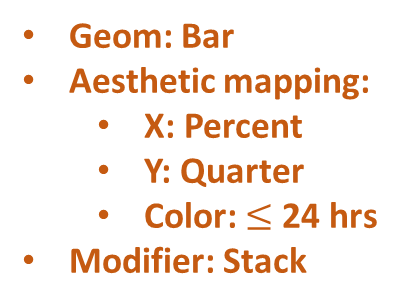 • Geom: Bar
• Aesthetic mapping:
• X: Percent
• Y: Quarter
• Color: ≤ 24 hrs
• Modifier: Stack